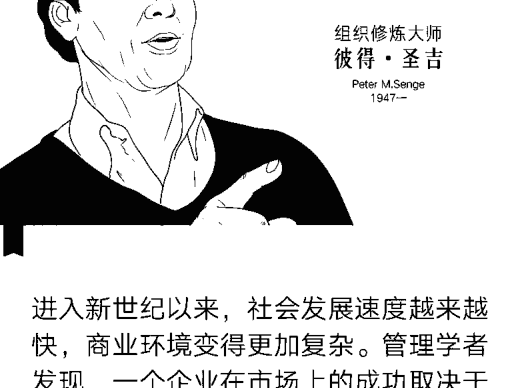 组织修炼大师
彼得·圣吉
Peter M.Senge
1947—
进入新世纪以来，社会发展速度越来越
快，商业环境变得更加复杂。管理学者
发现，一个企业在市场上的成功取决于